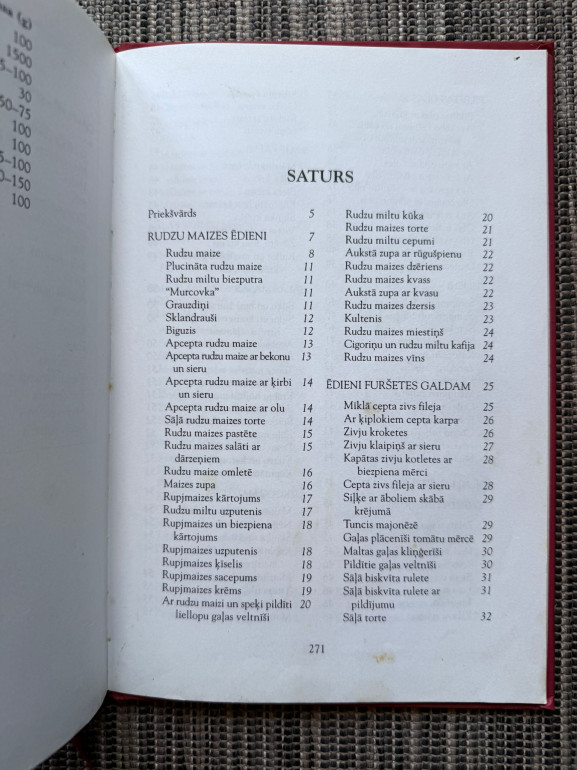 (g)
100
1500
100
30
50–75
100
100
100
150
100
SATURS
Priekšvārds 5
RUDZU MAIZES ĒDIENI 7
Rudzu maize 8
Plucināta rudzu maize 11
Rudzu miltu biezputra 11
“Murcovka” 11
Grauzdiņi 11
Sklandrauši 12
Biguzis 12
Apcepta rudzu maize 13
Apcepta rudzu maize ar bekonu 13
un sieru
Apcepta rudzu maize ar ķirbi 14
un sieru
Apcepta rudzu maize ar olu 14
Sāļā rudzu maizes torte 14
Rudzu maizes pastēte 15
Rudzu maizes salāti ar 15
dārzeņiem
Rudzu maize omletē 16
Maizes zupa 16
Rupjmaizes kārtojums 17
Rudzu miltu uzputenis 17
Rupjmaizes un biezpiena 18
kārtojums
Rupjmaizes uzputenis 18
Rupjmaizes ķīselis 18
Rupjmaizes sacepums 19
Rupjmaizes krēms 19
Ar rudzu maizi un speķi pildīti 20
liellopu gaļas veltnīši
Rudzu miltu kūka 20
Rudzu maizes torte 21
Rudzu miltu cepumi 21
Aukstā zupa ar rūgušpienu 22
Rudzu maizes dzēriens 22
Rudzu maizes kvass 22
Aukstā zupa ar kvasu 22
Rudzu maizes dzersis 23
Kultenis 23
Rudzu maizes miestiņš 24
Cigoriņu un rudzu miltu kafija 24
Rudzu maizes vīns 24
ĒDIENI FURŠETES GALDAM 25
Mīklā cepta zivs fileja 25
Ar ķiplokiem cepta karpa 26
Zivju kroketes 26
Zivju klaipiņš ar sieru 27
Kapātas zivju kotletes ar 28
biezpiena mērci
Cepta zivs fileja ar sieru 28
Siļķe ar āboliem skābā 29
krējumā
Tuncis majonēzē 29
Gaļas plācenīši tomātu mērcē 29
Maltas gaļas kliņģerīši 30
Pildītie gaļas veltnīši 30
Sāļā biskvīta rulete 31
Sāļā biskvīta rulete ar 31
pildījumu
Sāļā torte 32
271